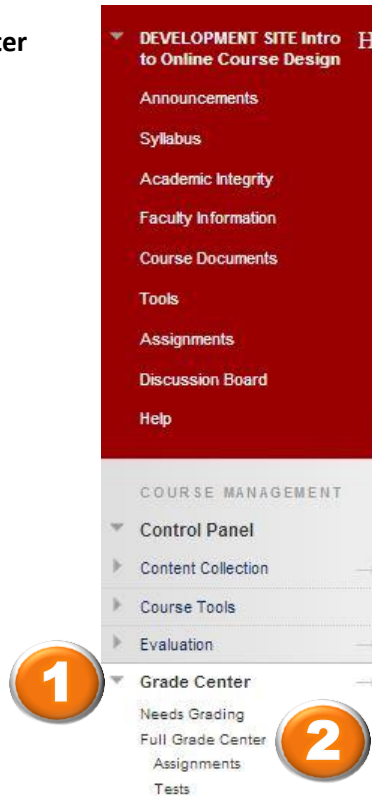 ter
DEVELOPMENT SITE Intro H
to Online Course Design
Announcements
Syllabus
Academic Integrity
Faculty Information
Course Documents
Tools
Assignments
Discussion Board
Help
COURSE MANAGEMENT
Control Panel
Content Collection
Course Tools
Evaluation
1 Grade Center
Needs Grading
Full Grade Center 2
Assignments
Tests